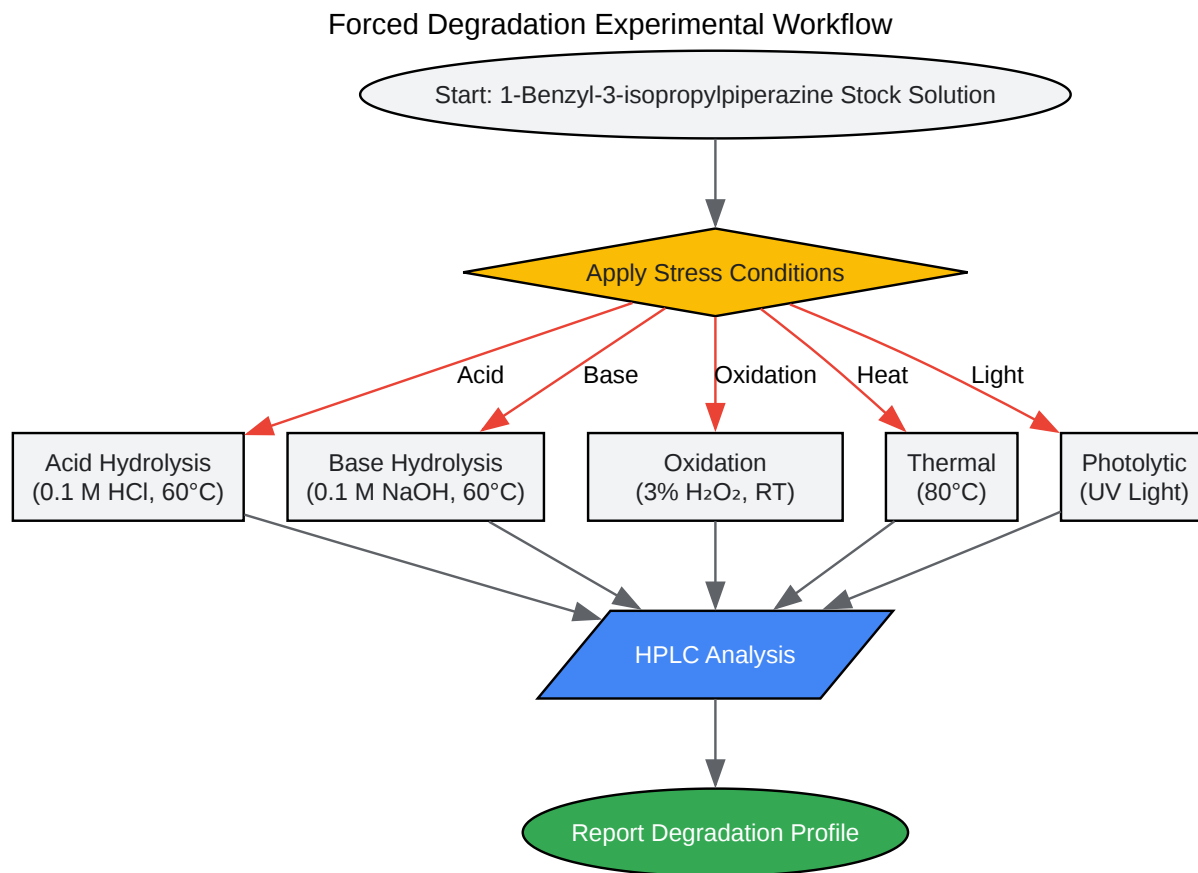 Forced Degradation Experimental Workflow
Start: 1-Benzyl-3-isopropylpiperazine Stock Solution
Apply Stress Conditions
Acid
Base
Oxidation
Heat
Light
Acid Hydrolysis
(0.1 M HCl, 60°C)
Base Hydrolysis
(0.1 M NaOH, 60°C)
Oxidation
(3% H₂O₂, RT)
Thermal
(80°C)
Photolytic
(UV Light)
HPLC Analysis
Report Degradation Profile